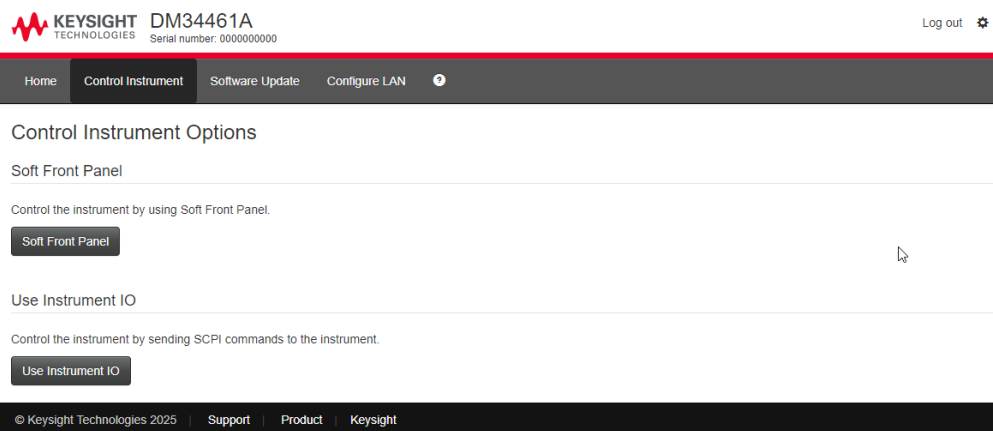 KEYSIGHT
TECHNOLOGIES
DM34461A
Serial number: 0000000000
Log out
Home Control Instrument Software Update Configure LAN ?
Control Instrument Options
Soft Front Panel
Control the instrument by using Soft Front Panel.
Soft Front Panel
Use Instrument IO
Control the instrument by sending SCPI commands to the instrument.
Use Instrument IO
© Keysight Technologies 2025 | Support | Product | Keysight